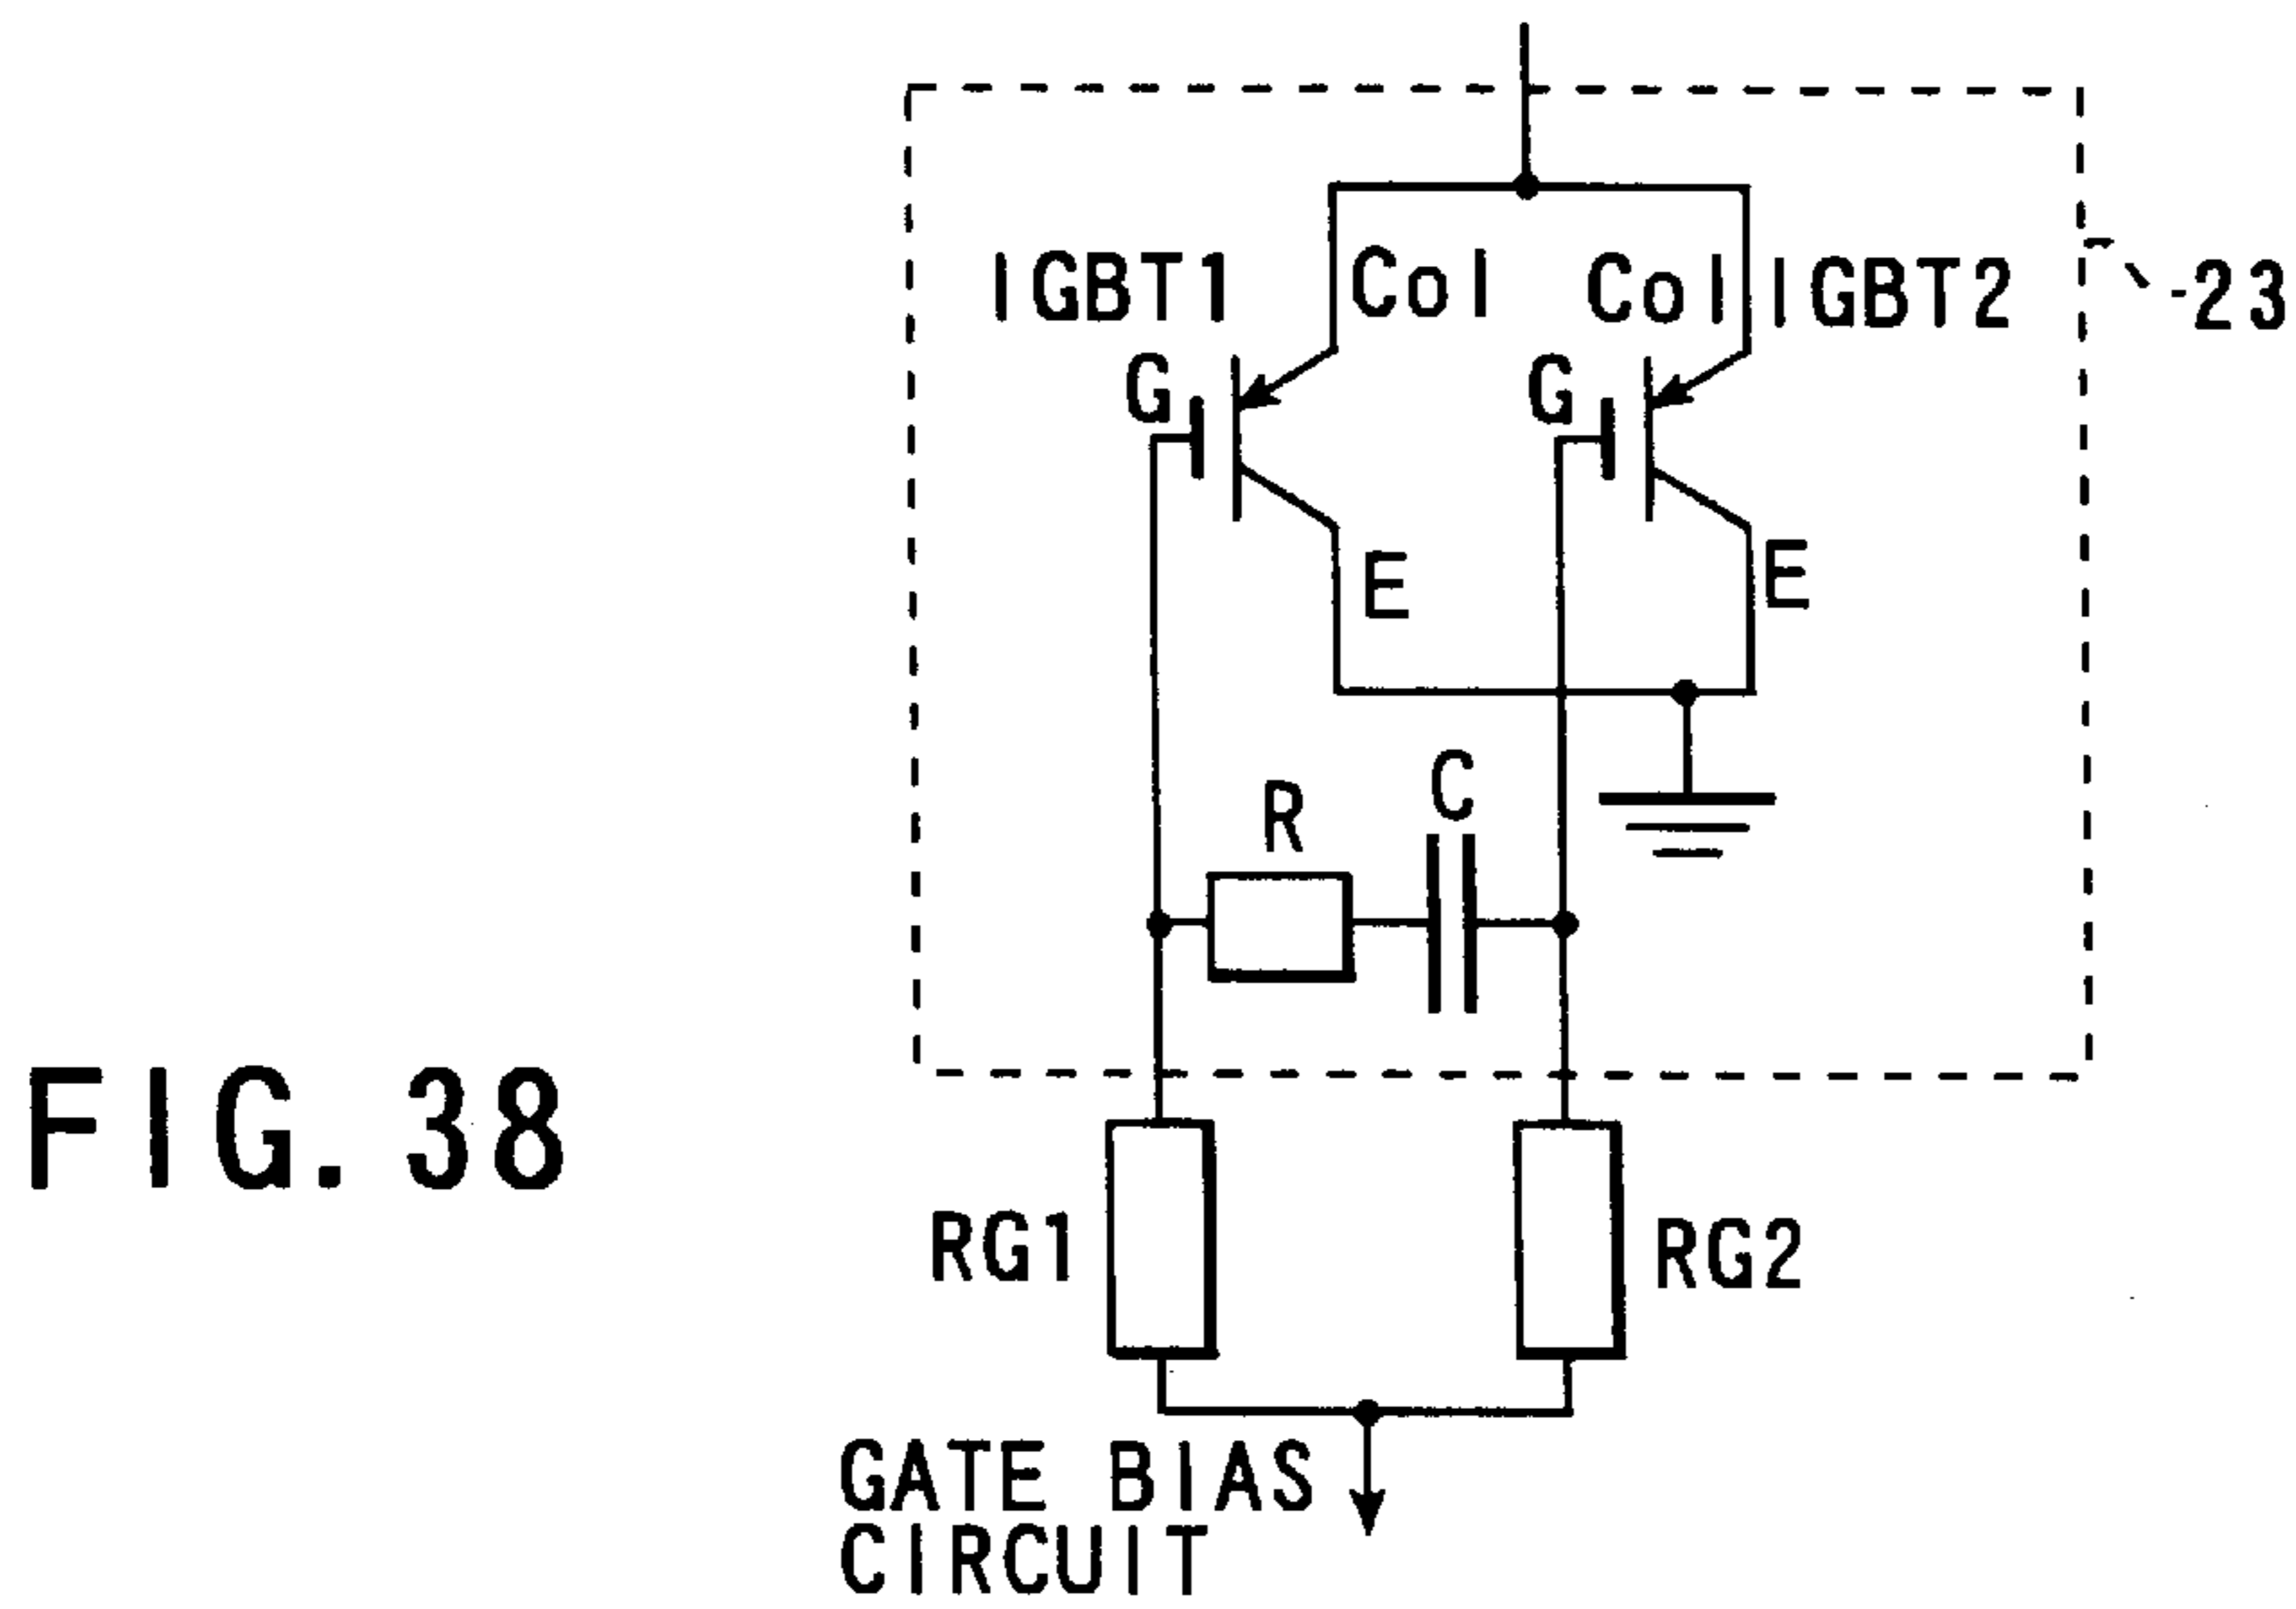 IGBT1 Col Col IGBT2 23
G G
E E
R C
FIG. 38
RG1 RG2
GATE BIAS
CIRCUIT